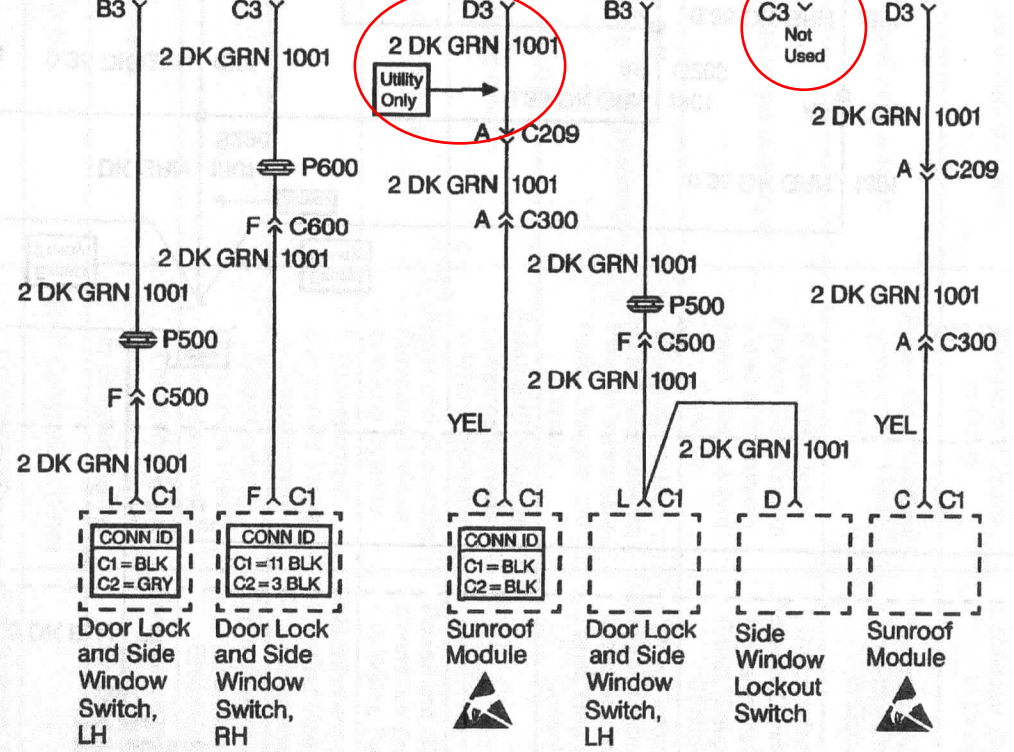 B3
C3
D3
B3
C3
D3
2 DK GRN 1001
2 DK GRN 1001
Not
Used
Utility
Only
2 DK GRN 1001
A C209
P600
A C209
2 DK GRN 1001
F C600
A C300
2 DK GRN 1001
2 DK GRN 1001
2 DK GRN 1001
2 DK GRN 1001
P500
P500
F C500
A C300
2 DK GRN 1001
F C500
YEL
YEL
2 DK GRN 1001
2 DK GRN 1001
L C1
F C1
C C1
L C1
D
C C1
CONN ID
C1=BLK
C2=GRY
CONN ID
C1=11 BLK
C2=3 BLK
CONN ID
C1=BLK
C2=BLK
Door Lock
and Side
Window
Switch,
LH
Door Lock
and Side
Window
Switch,
RH
Sunroof
Module
Door Lock
and Side
Window
Switch,
LH
Side
Window
Lockout
Switch
Sunroof
Module